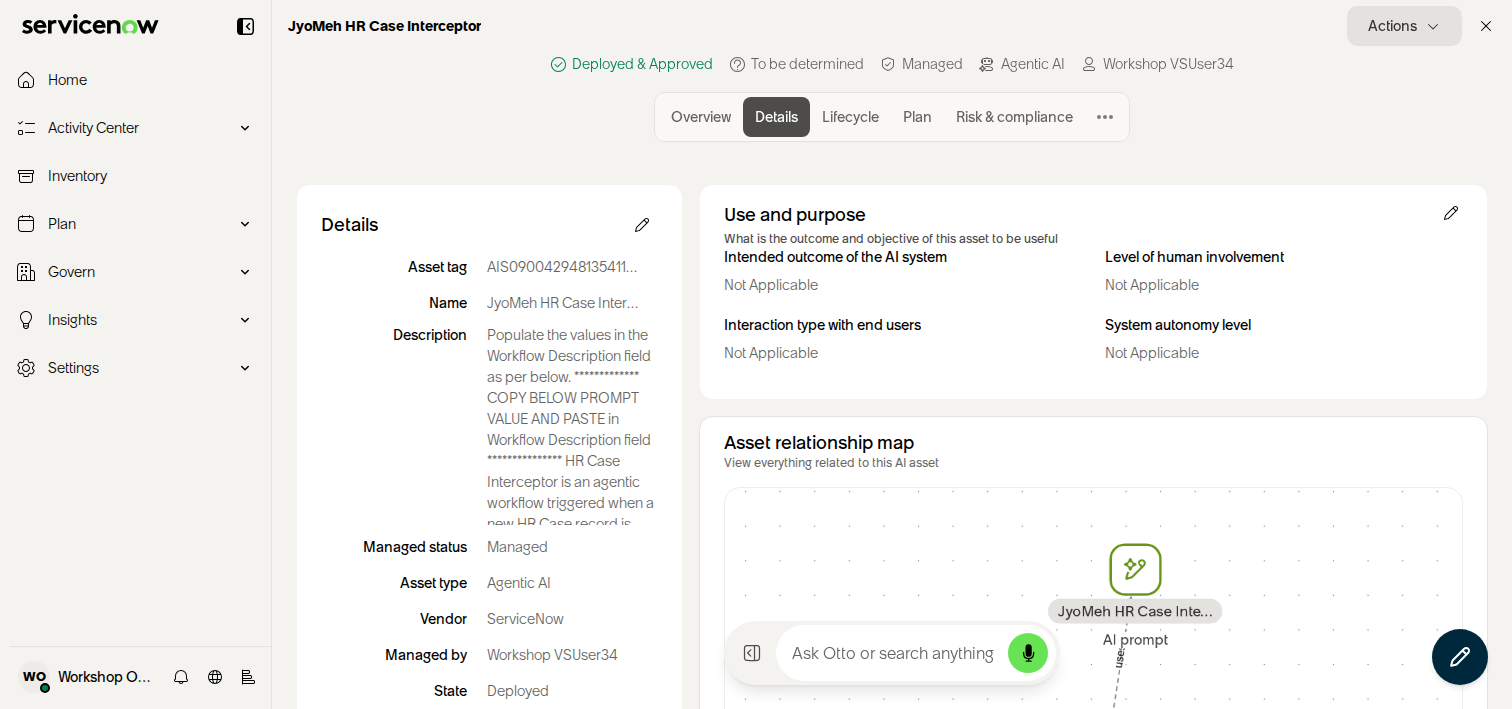 servicenow
JyoMeh HR Case Interceptor
Actions
Deployed & Approved
To be determined
Managed
Agentic AI
Workshop VSUser34
Home
Activity Center
Inventory
Plan
Govern
Insights
Settings
Overview
Details
Lifecycle
Plan
Risk & compliance
Details
Asset tag
AIS090042948135411...
Name
JyoMeh HR Case Inter...
Description
Populate the values in the
Workflow Description field
as per below. *************
COPY BELOW PROMPT
VALUE AND PASTE in
Workflow Description field
*************** HR Case
Interceptor is an agentic
workflow triggered when a
new HR Case record is
Managed status
Managed
Asset type
Agentic AI
Vendor
ServiceNow
Managed by
Workshop VSUser34
State
Deployed
Use and purpose
What is the outcome and objective of this asset to be useful
Intended outcome of the AI system
Not Applicable
Level of human involvement
Not Applicable
Interaction type with end users
Not Applicable
System autonomy level
Not Applicable
Asset relationship map
View everything related to this AI asset
JyoMeh HR Case Inte...
AI prompt
use
Ask Otto or search anything
WO
Workshop O...